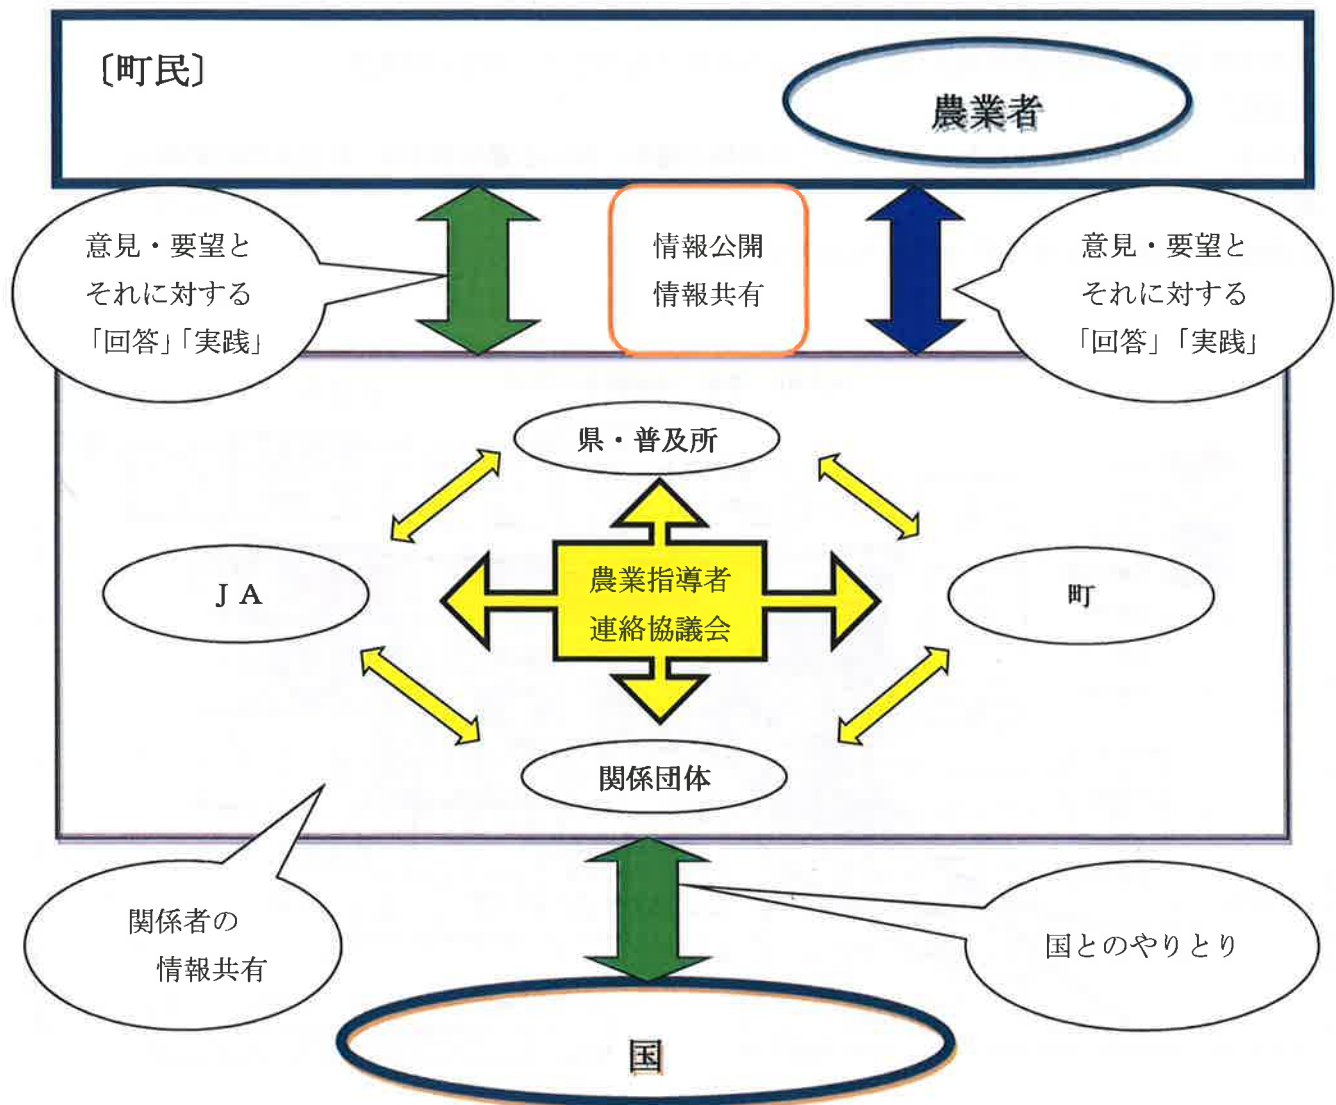 〔町民〕
農業者
意見・要望と
それに対する
「回答」「実践」
情報公開
情報共有
意見・要望と
それに対する
「回答」「実践」
県・普及所
ＪＡ
農業指導者
連絡協議会
町
関係団体
関係者の
情報共有
国とのやりとり
国